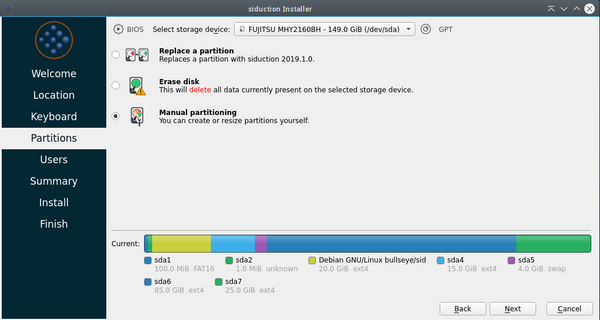 siduction Installer
BIOS
Select storage device:
FUJITSU MHY2160BH - 149.0 GiB (/dev/sda)
GPT
Welcome
Location
Keyboard
Partitions
Users
Summary
Install
Finish
Replace a partition
Replaces a partition with siduction 2019.1.0.
Erase disk
This will delete all data currently present on the selected storage device.
Manual partitioning
You can create or resize partitions yourself.
Current:
sda1
100.0 MiB FAT16
sda2
1.0 MiB unknown
Debian GNU/Linux bullseye/sid
20.0 GiB ext4
sda4
15.0 GiB ext4
sda5
4.0 GiB swap
sda6
85.0 GiB ext4
sda7
25.0 GiB ext4
Back
Next
Cancel